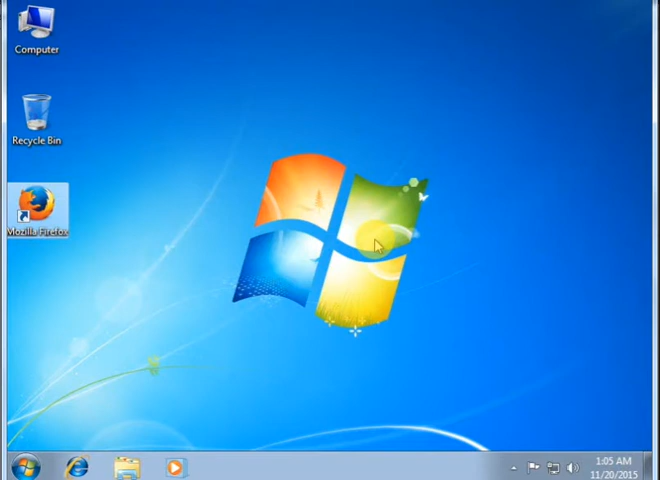 Computer
Recycle Bin
Mozilla Firefox
1:05 AM
11/20/2015